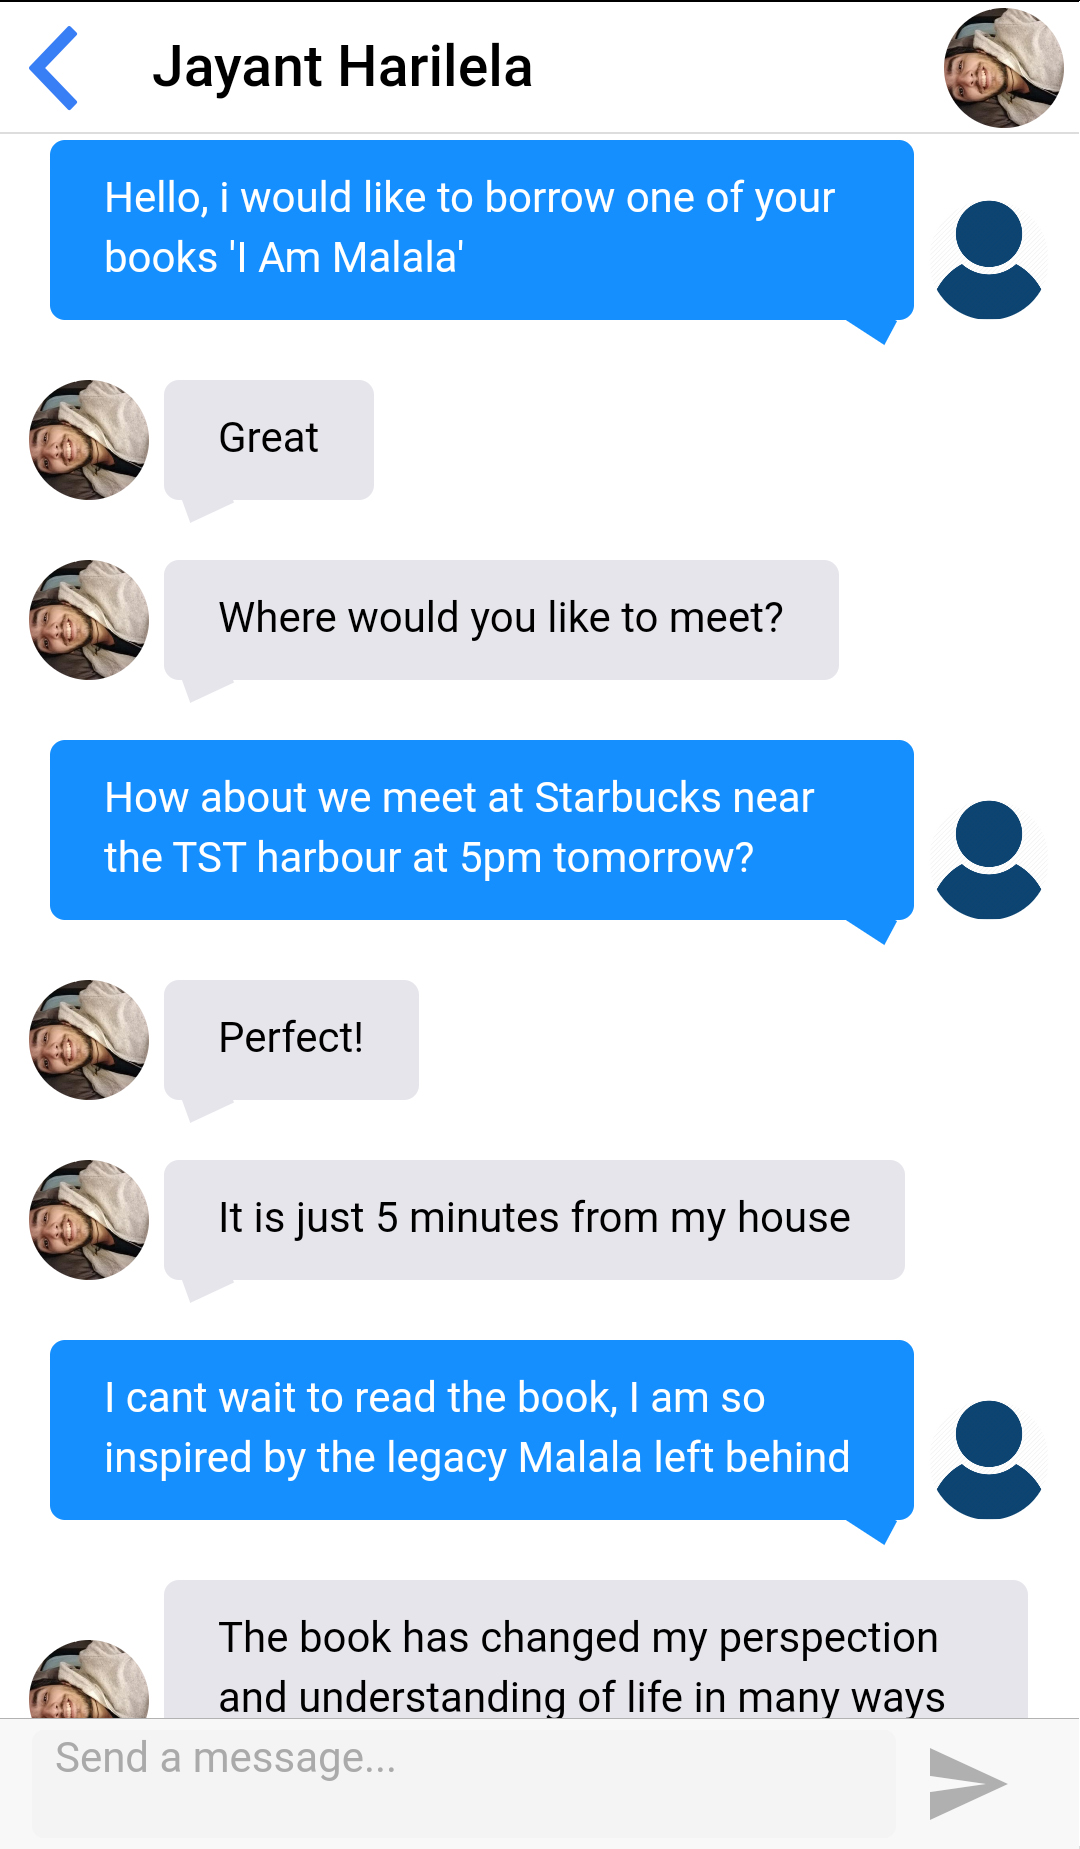 Jayant Harilela
Hello, i would like to borrow one of your
books 'I Am Malala'
Great
Where would you like to meet?
How about we meet at Starbucks near
the TST harbour at 5pm tomorrow?
Perfect!
It is just 5 minutes from my house
I cant wait to read the book, I am so
inspired by the legacy Malala left behind
The book has changed my perspection
and understanding of life in many ways
Send a message...